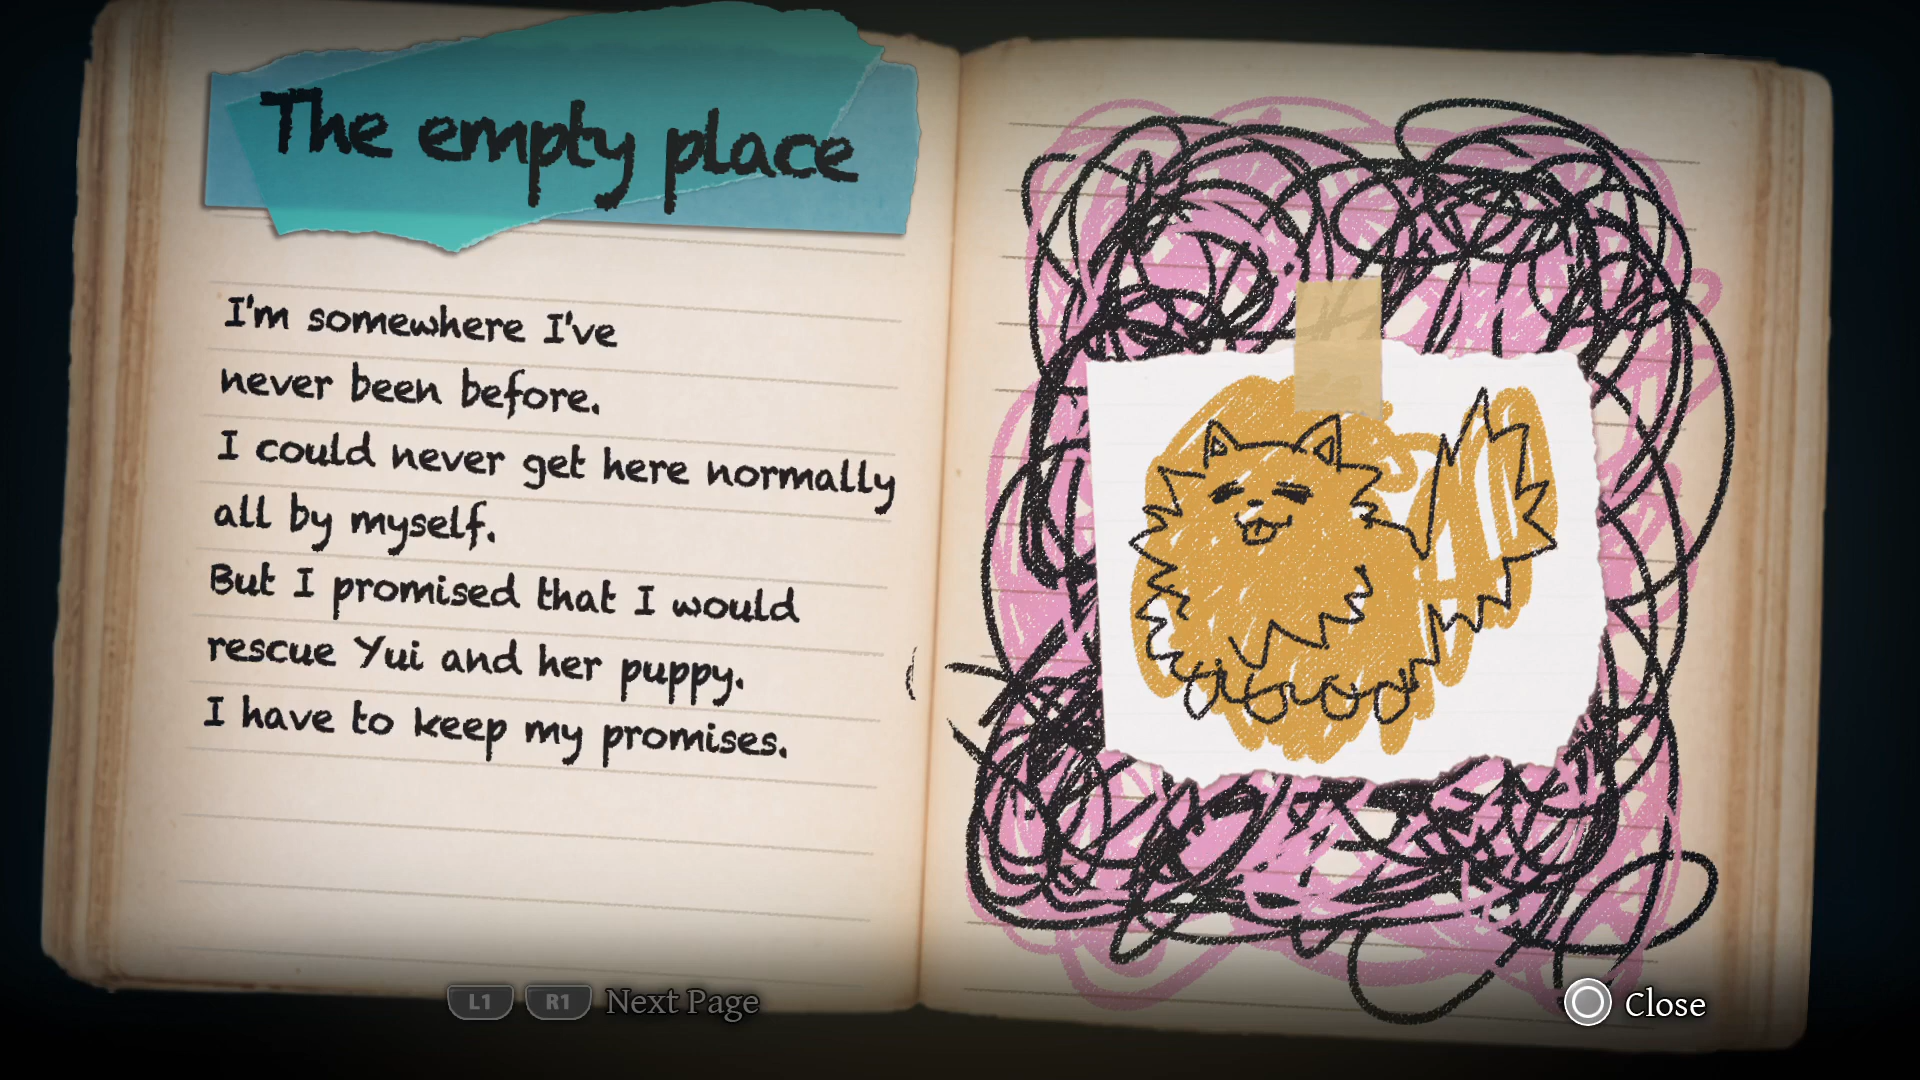 The empty place
I'm somewhere I've
never been before.
I could never get here normally
all by myself.
But I promised that I would
rescue Yui and her puppy.
I have to keep my promises.
L1 R1 Next Page
Close